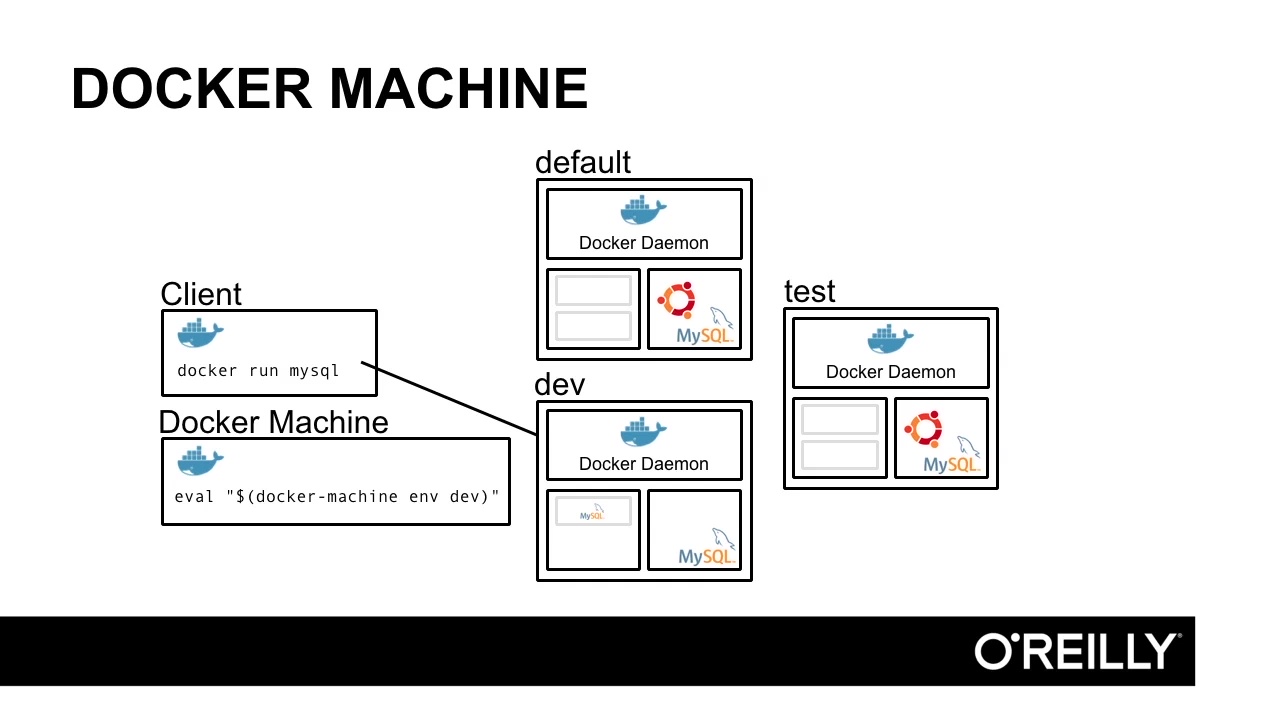 DOCKER MACHINE
default
Docker Daemon
MySQL
Client
docker run mysql
Docker Machine
eval "$(docker-machine env dev)"
dev
Docker Daemon
MySQL
MySQL
test
Docker Daemon
MySQL
O'REILLY®